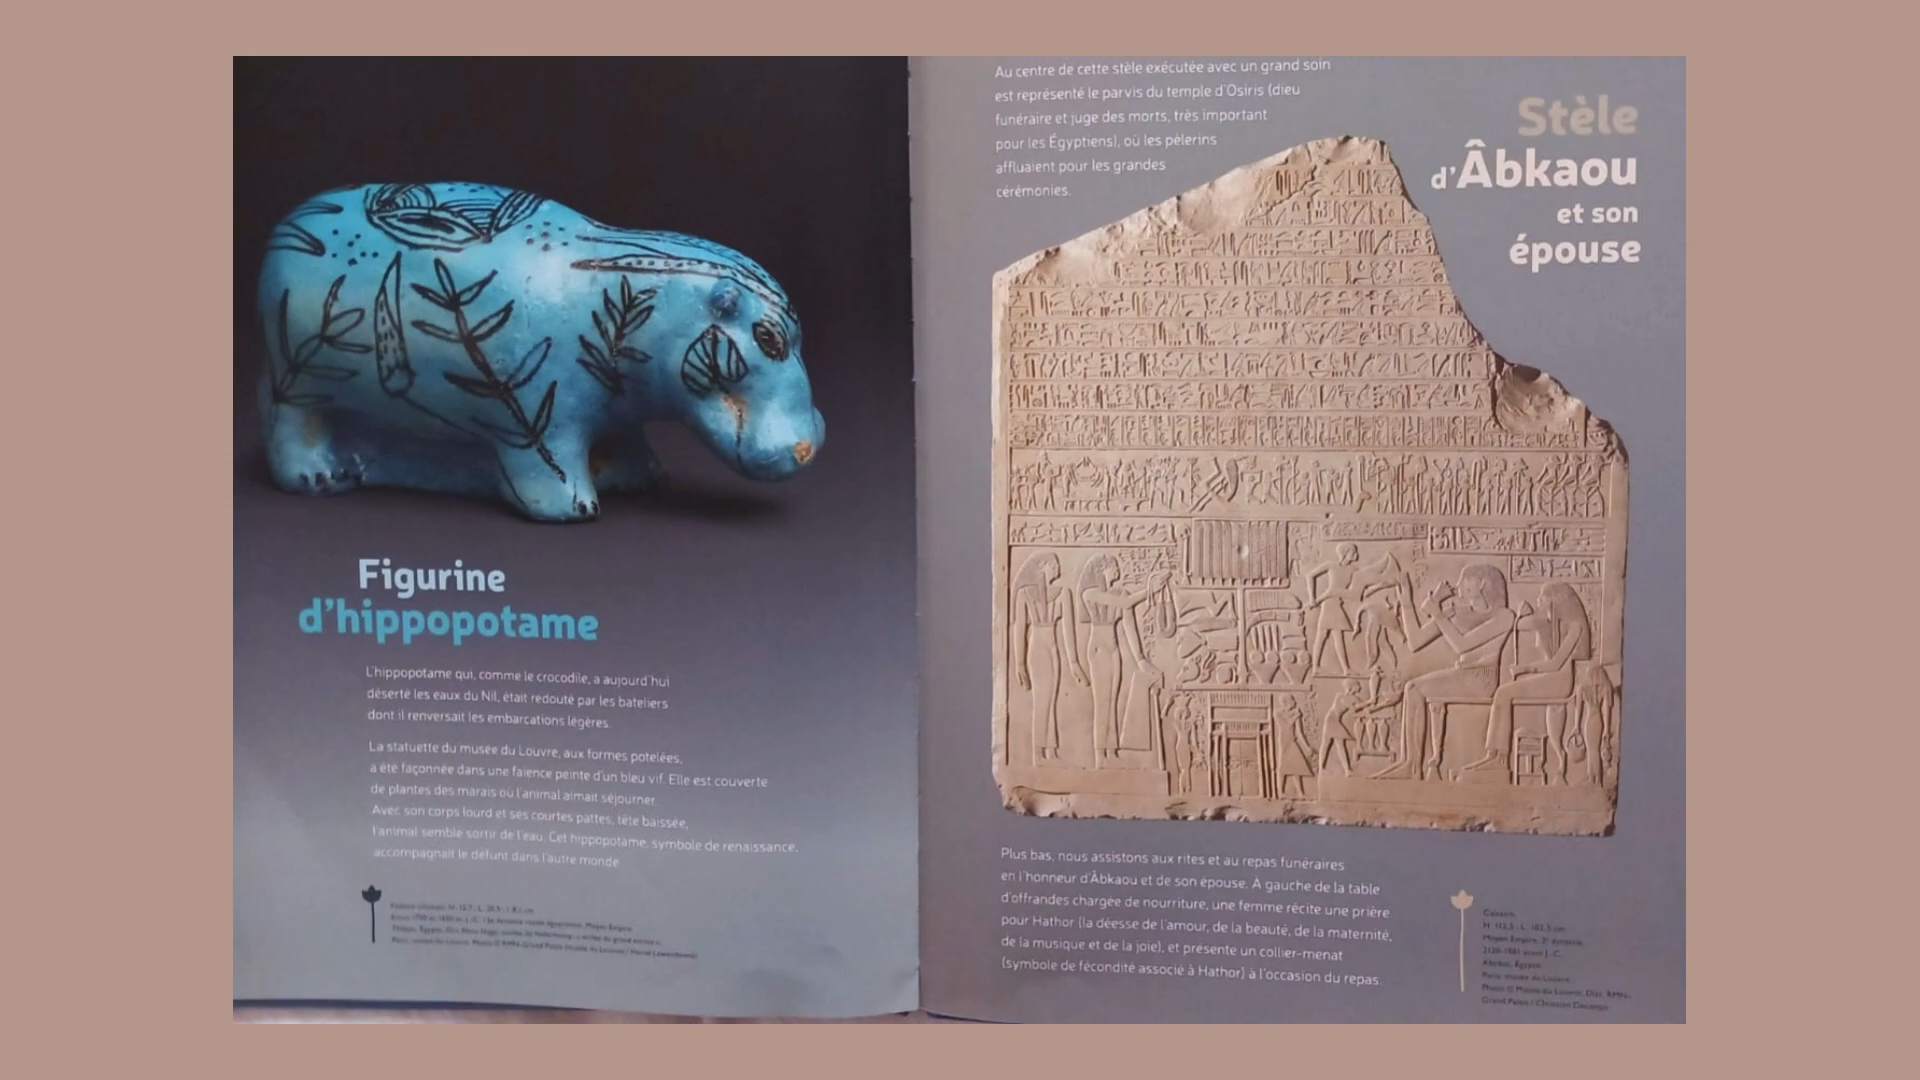 Figurine
d'hippopotame
L'hippopotame qui, comme le crocodile, a aujourd'hui
déserté les eaux du Nil, était redouté par les bateliers
dont il renversait les embarcations légères.
La statuette du musée du Louvre, aux formes potelées,
a été façonnée dans une faïence peinte d'un bleu vif. Elle est couverte
de plantes des marais où l'animal aimait séjourner.
Avec son corps lourd et ses courtes pattes, tête baissée,
l'animal semble sortir de l'eau. Cet hippopotame, symbole de renaissance,
accompagnait le défunt dans l'autre monde.
Au centre de cette stèle exécutée avec un grand soin
est représenté le parvis du temple d'Osiris (dieu
funéraire et juge des morts, très important
pour les Égyptiens), où les pèlerins
affluaient pour les grandes
cérémonies.
Stèle
d'Âbkaou
et son
épouse
Plus bas, nous assistons aux rites et au repas funéraires
en l'honneur d'Âbkaou et de son épouse. À gauche de la table
d'offrandes chargée de nourriture, une femme récite une prière
pour Hathor (la déesse de l'amour, de la beauté, de la maternité,
de la musique et de la joie), et présente un collier-menat
(symbole de fécondité associé à Hathor) à l'occasion du repas.
Calcaire,
Abydos, Égypte,
Paris, musée du Louvre.
Photo © Musée du Louvre, Dist. RMN-
Grand Palais / Christian Décamps